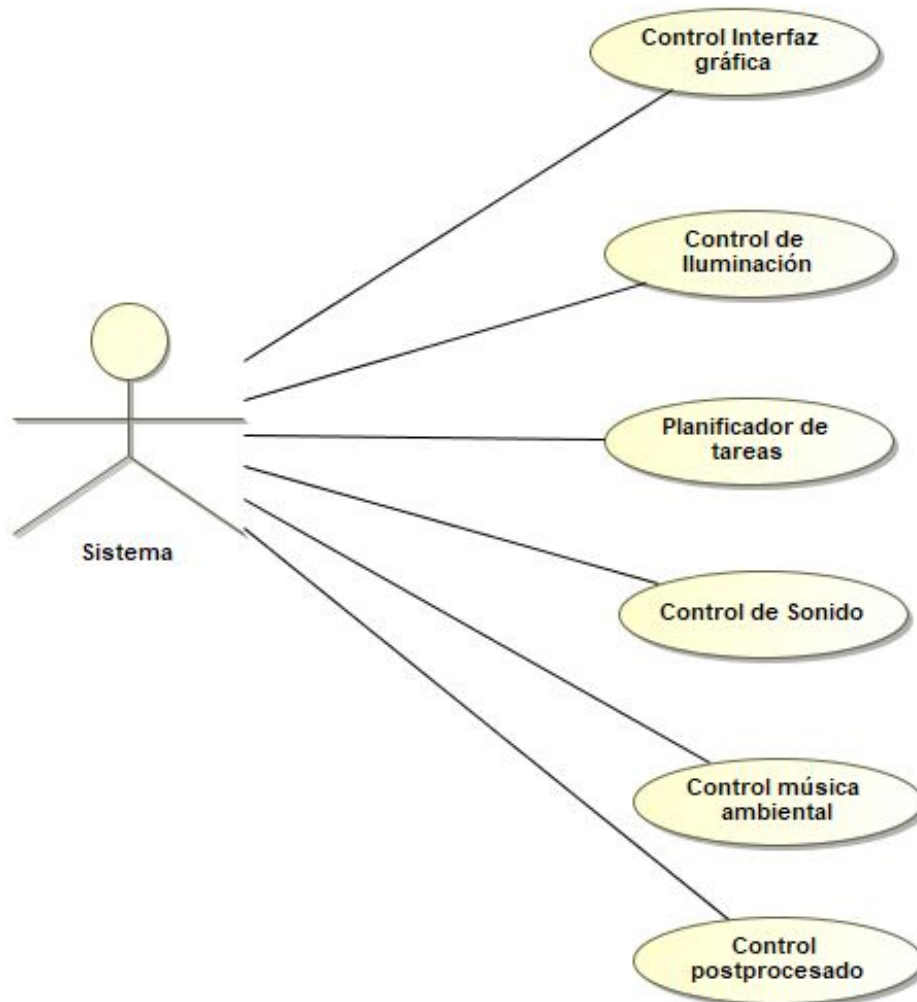 Control Interfaz
gráfica
Control de
Iluminación
Planificador de
tareas
Sistema
Control de Sonido
Control música
ambiental
Control
postprocesado